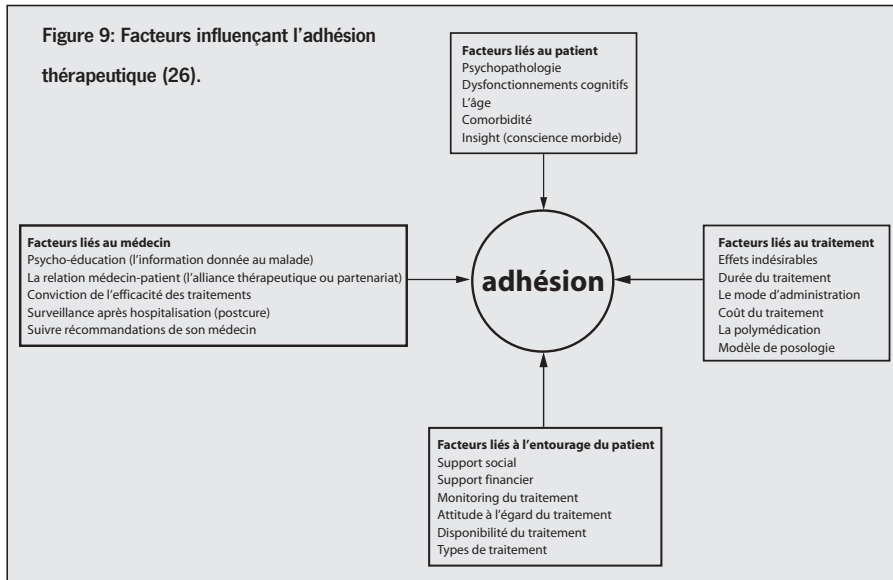 Figure 9: Facteurs influençant l’adhésion
thérapeutique (26).
Facteurs liés au patient
Psychopathologie
Dysfonctionnements cognitifs
L’âge
Comorbidité
Insight (conscience morbide)
Facteurs liés au médecin
Psycho-éducation (l’information donnée au malade)
La relation médecin-patient (l’alliance thérapeutique ou partenariat)
Conviction de l’efficacité des traitements
Surveillance après hospitalisation (postcure)
Suivre récommandations de son médecin
adhésion
Facteurs liés au traitement
Effets indésirables
Durée du traitement
Le mode d’administration
Coût du traitement
La polymédication
Modèle de posologie
Facteurs liés à l’entourage du patient
Support social
Support financier
Monitoring du traitement
Attitude à l’égard du traitement
Disponibilité du traitement
Types de traitement